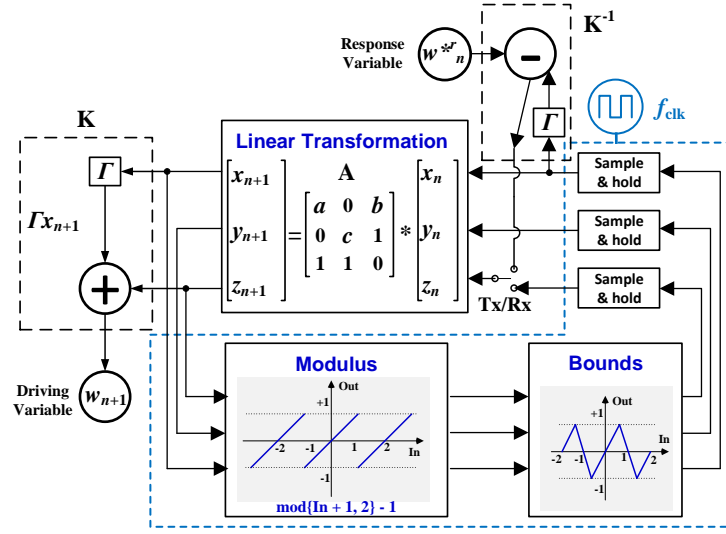 K⁻¹
Response
Variable
w*ʳₙ
-
Γ
f_clk
K
Γ
Γxₙ₊₁
+
Driving
Variable
wₙ₊₁
Linear Transformation
A
xₙ₊₁ a 0 b xₙ
yₙ₊₁ = 0 c 1 * yₙ
zₙ₊₁ 1 1 0 zₙ
Tx/Rx
Sample
& hold
Sample
& hold
Sample
& hold
Modulus
Out
+1
-2 -1 1 2
In
-1
mod{In + 1, 2} - 1
Bounds
Out
+1
In
-2 -1 1 2
-1